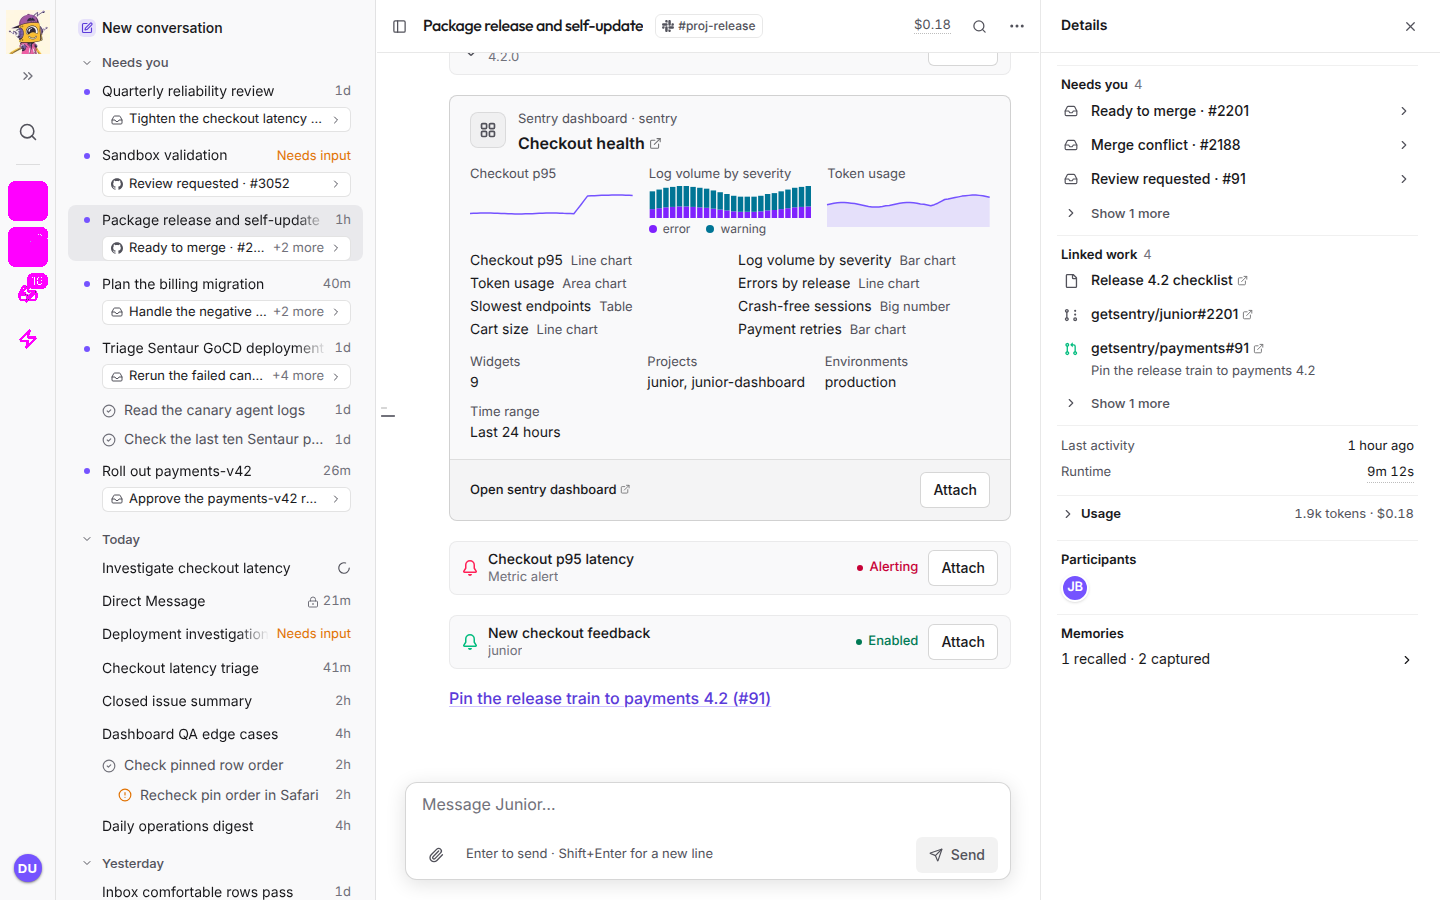 New conversation
Needs you
Quarterly reliability review 1d
Tighten the checkout latency ...
Sandbox validation Needs input
Review requested · #3052
Package release and self-update 1h
Ready to merge · #2... +2 more
Plan the billing migration 40m
Handle the negative ... +2 more
Triage Sentaur GoCD deployment 1d
Rerun the failed can... +4 more
Read the canary agent logs 1d
Check the last ten Sentaur p... 1d
Roll out payments-v42 26m
Approve the payments-v42 r...
Today
Investigate checkout latency
Direct Message 21m
Deployment investigation Needs input
Checkout latency triage 41m
Closed issue summary 2h
Dashboard QA edge cases 4h
Check pinned row order 2h
Recheck pin order in Safari 2h
Daily operations digest 4h
Yesterday
Inbox comfortable rows pass 1d
DU
Package release and self-update #proj-release $0.18
4.2.0
Sentry dashboard · sentry
Checkout health
Checkout p95 Log volume by severity Token usage
error warning
Checkout p95 Line chart Log volume by severity Bar chart
Token usage Area chart Errors by release Line chart
Slowest endpoints Table Crash-free sessions Big number
Cart size Line chart Payment retries Bar chart
Widgets Projects Environments
9 junior, junior-dashboard production
Time range
Last 24 hours
Open sentry dashboard Attach
Checkout p95 latency
Metric alert
Alerting Attach
New checkout feedback
junior
Enabled Attach
Pin the release train to payments 4.2 (#91)
Message Junior...
Enter to send · Shift+Enter for a new line Send
Details
Needs you 4
Ready to merge · #2201
Merge conflict · #2188
Review requested · #91
Show 1 more
Linked work 4
Release 4.2 checklist
getsentry/junior#2201
getsentry/payments#91
Pin the release train to payments 4.2
Show 1 more
Last activity 1 hour ago
Runtime 9m 12s
Usage 1.9k tokens · $0.18
Participants
JB
Memories
1 recalled · 2 captured